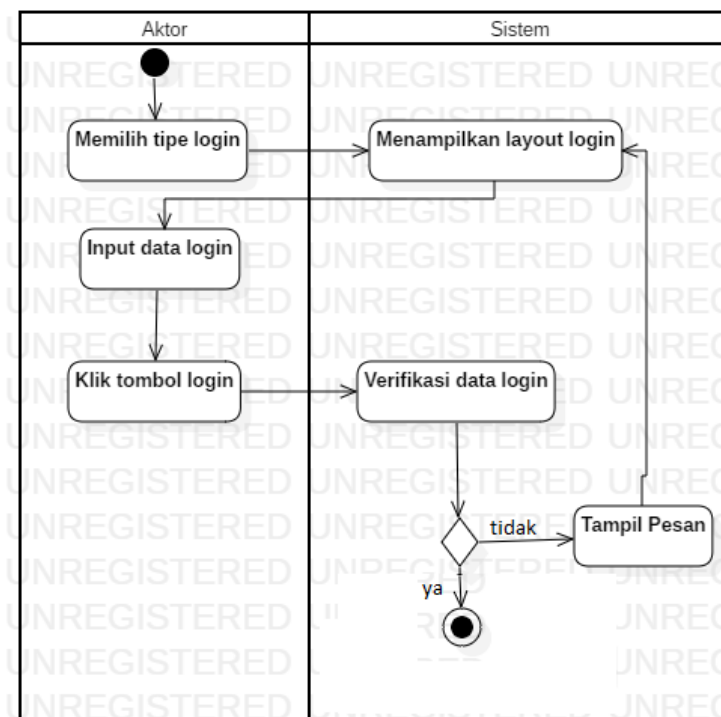 Aktor
Sistem
Memilih tipe login
Menampilkan layout login
Input data login
Klik tombol login
Verifikasi data login
tidak
Tampil Pesan
ya
UNREGISTERED